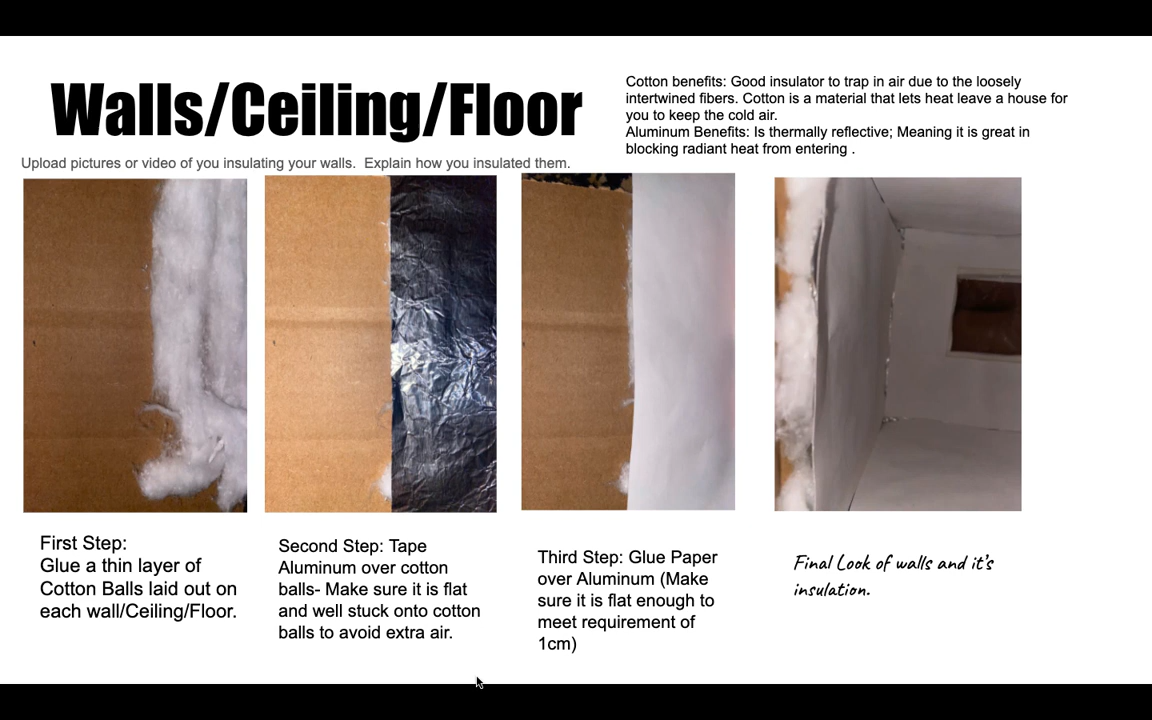 Walls/Ceiling/Floor
Upload pictures or video of you insulating your walls.  Explain how you insulated them.
Cotton benefits: Good insulator to trap in air due to the loosely
intertwined fibers. Cotton is a material that lets heat leave a house for
you to keep the cold air.
Aluminum Benefits: Is thermally reflective; Meaning it is great in
blocking radiant heat from entering .
First Step:
Glue a thin layer of
Cotton Balls laid out on
each wall/Ceiling/Floor.
Second Step: Tape
Aluminum over cotton
balls- Make sure it is flat
and well stuck onto cotton
balls to avoid extra air.
Third Step: Glue Paper
over Aluminum (Make
sure it is flat enough to
meet requirement of
1cm)
Final Look of walls and it's
insulation.